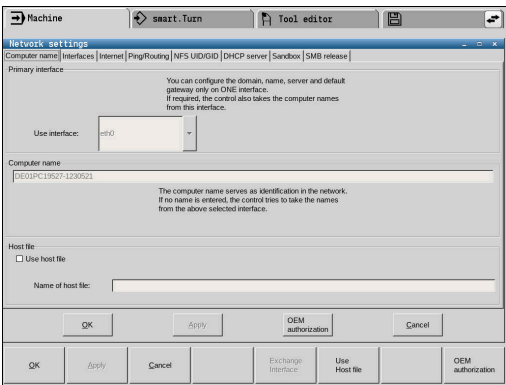 Machine
smart.Turn
Tool editor
Network settings
Computer name Interfaces Internet Ping/Routing NFS UID/GID DHCP server Sandbox SMB release
Primary interface
You can configure the domain, name, server and default
gateway only on ONE interface.
If required, the control also takes the computer names
from this interface.
Use interface:
eth0
Computer name
DE01PC19527-1230521
The computer name serves as identification in the network.
If no name is entered, the control tries to take the names
from the above selected interface.
Host file
Use host file
Name of host file:
OK
Apply
OEM
authorization
Cancel
OK
Apply
Cancel
Exchange
Interface
Use
Host file
OEM
authorization